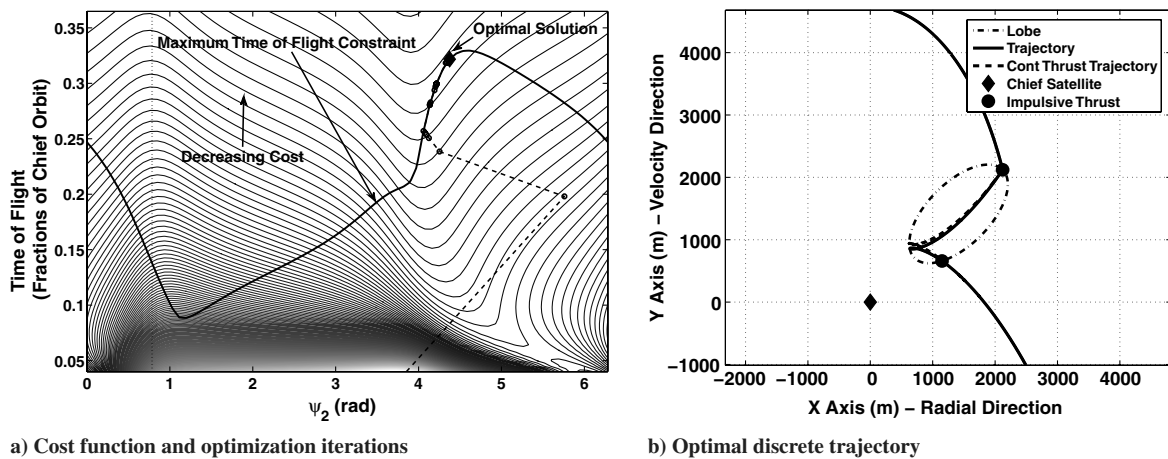 Optimal Solution
Maximum Time of Flight Constraint
Decreasing Cost
Time of Flight
(Fractions of Chief Orbit)
0.35
0.3
0.25
0.2
0.15
0.1
0.05
0 1 2 3 4 5 6
ψ2 (rad)
a) Cost function and optimization iterations
Lobe
Trajectory
Cont Thrust Trajectory
Chief Satellite
Impulsive Thrust
Y Axis (m) – Velocity Direction
4000
3000
2000
1000
0
−1000
−2000 −1000 0 1000 2000 3000 4000
X Axis (m) – Radial Direction
b) Optimal discrete trajectory